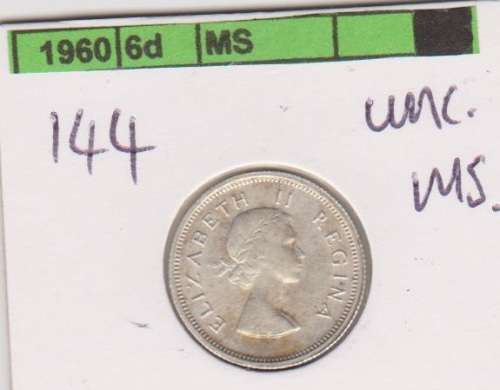 1960 6d MS
144 unc.
MS.
ELIZABETH II REGINA